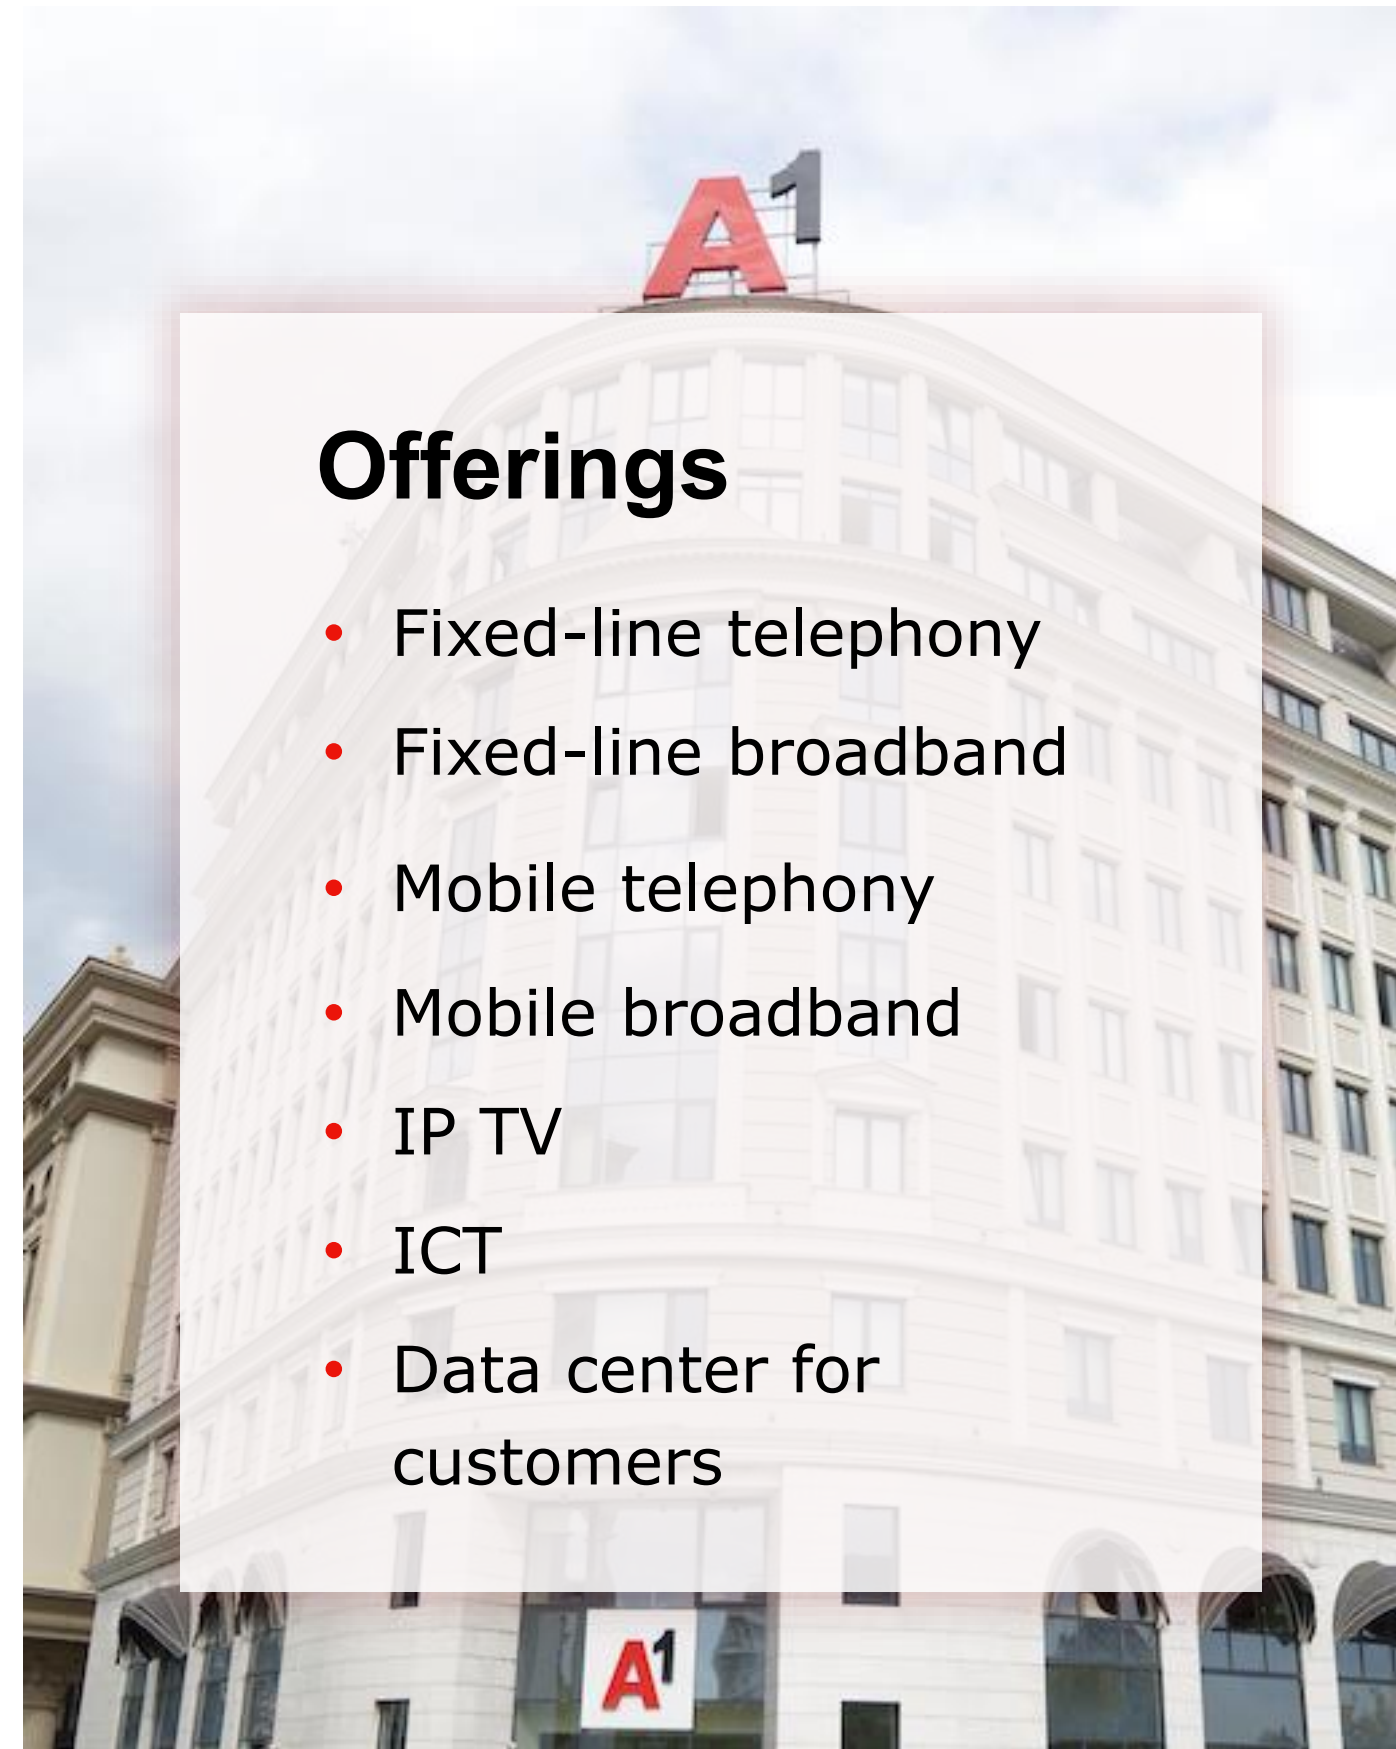 A1
Offerings
• Fixed-line telephony
• Fixed-line broadband
• Mobile telephony
• Mobile broadband
• IP TV
• ICT
• Data center for
customers
A1